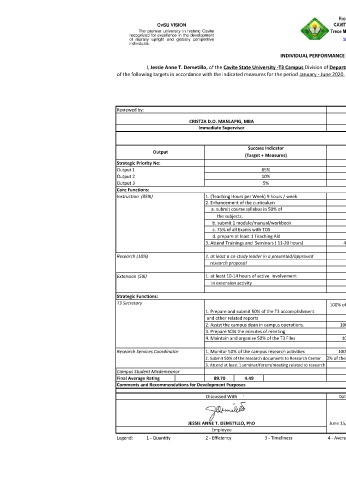 CvSU VISION
The premier university in historic Cavite
recognized for excellence in the development
of morally upright and globally competitive
individuals.
CAVIT
Trece M
INDIVIDUAL PERFORMANCE
I, Jessie Anne T. Demetillo, of the Cavite State University -T3 Campus Division of Depart
of the following targets in accordance with the indicated measures for the period January - June 2020.
Reviewed by:
CRISTZA D.O. MANLAPIG, MBA
Immediate Supervisor
Output
Success Indicator
(Target + Measures)
Strategic Priority No:
Output 1 85%
Output 2 10%
Output 3 5%
Core Functions:
Instruction (85%) 1. (Teaching Hours per Week) 9 hours / week
2. Enhancement of the curriculum
a. submit course syllabus in 50% of
the subjects.
b. submit 1 module/manual/workbook
c. 75% of all Exams with TOS
d. prepare at least 1 Teaching Aid
3. Attend Trainings and Seminars ( 11-20 hours) 4
Research (10%) 1. at least a co-study leader in a presented/approved
research proposal
Extension (5%) 1. at least 10-14 hours of active involvement
in extension activity
Strategic Functions:
T3 Secretary 100% of
1. Prepare and submit 50% of the T3 accomplishment
and other related reports
2. Assist the campus dean in campus operations. 10
3. Prepare 50% the minutes of meeting
4. Maintain and organize 50% of the T3 Files 10
Research Services Coordinator 1. Monitor 50% of the campus research activities 100
2. Submit 50% of the research documents to Research Center 2% of the
3. Attend at least 1 seminar/forum/meeting related to research
Campus Student Misdemeanor
Final Average Rating 89.78 4.49
Comments and Recommendations for Development Purposes
Discussed With Dat
JESSIE ANNE T. DEMETILLO, PhD June 15,
Employee
Legend: 1 - Quantity 2 - Efficiency 3 - Timeliness 4 - Avera